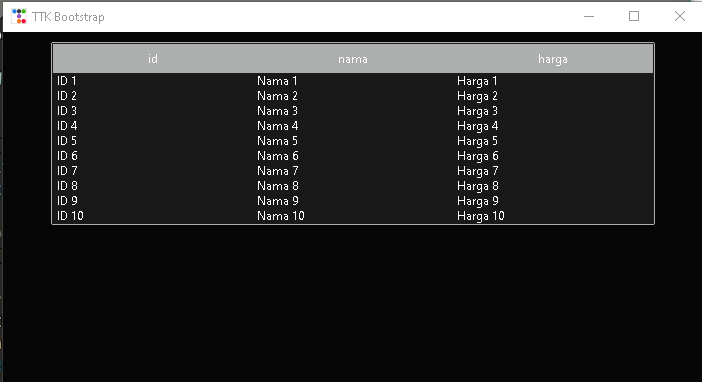 TTK Bootstrap
id nama harga
ID 1 Nama 1 Harga 1
ID 2 Nama 2 Harga 2
ID 3 Nama 3 Harga 3
ID 4 Nama 4 Harga 4
ID 5 Nama 5 Harga 5
ID 6 Nama 6 Harga 6
ID 7 Nama 7 Harga 7
ID 8 Nama 8 Harga 8
ID 9 Nama 9 Harga 9
ID 10 Nama 10 Harga 10